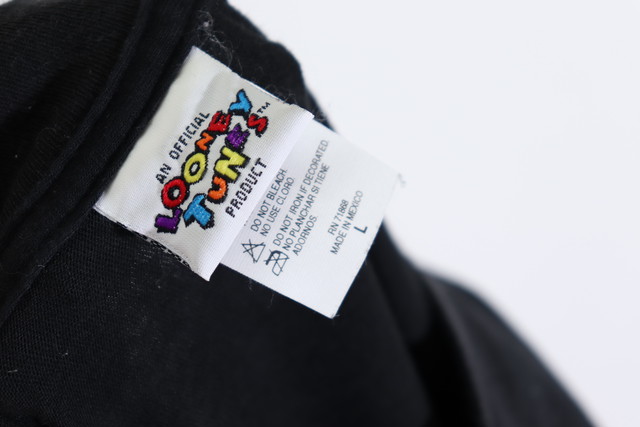 AN OFFICIAL
LOONEY
TUNES™
PRODUCT
DO NOT BLEACH.
NO USE CLORO.
DO NOT IRON IF DECORATED.
NO PLANCHAR SI TIENE
ADORNOS
RN 71868
MADE IN MEXICO
L